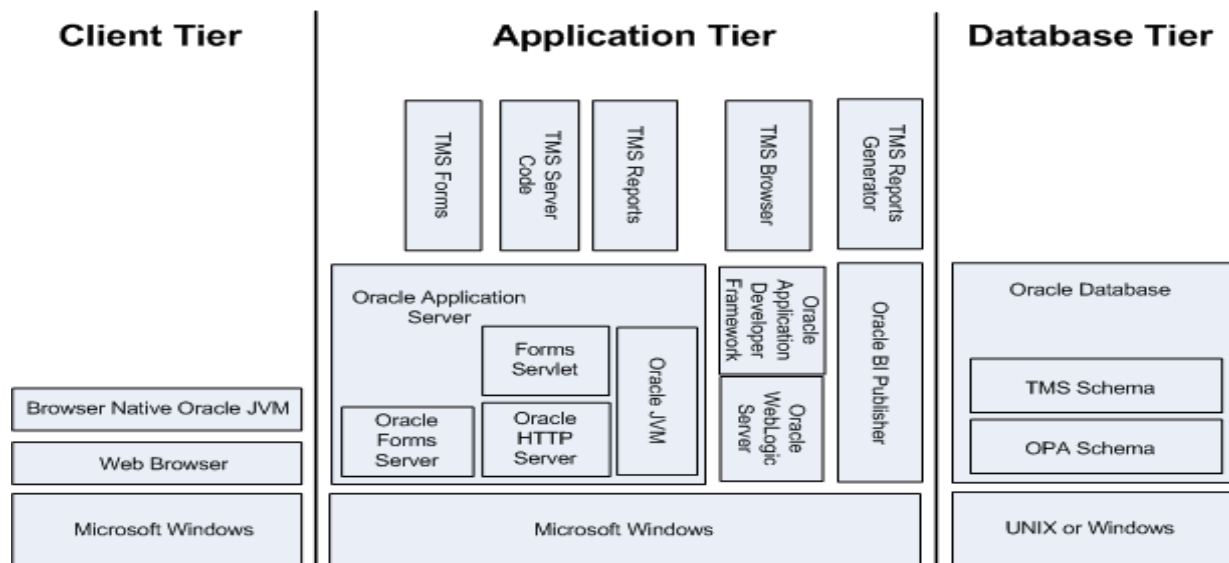 Client Tier
Application Tier
Database Tier
TMS Forms
TMS Server
Code
TMS Reports
TMS Browser
TMS Reports
Generator
Oracle Application
Server
Forms
Servlet
Oracle
Forms
Server
Oracle
HTTP
Server
Oracle JVM
Oracle
Application
Developer
Framework
Oracle
WebLogic
Server
Oracle BI Publisher
Oracle Database
TMS Schema
OPA Schema
Browser Native Oracle JVM
Web Browser
Microsoft Windows
Microsoft Windows
UNIX or Windows